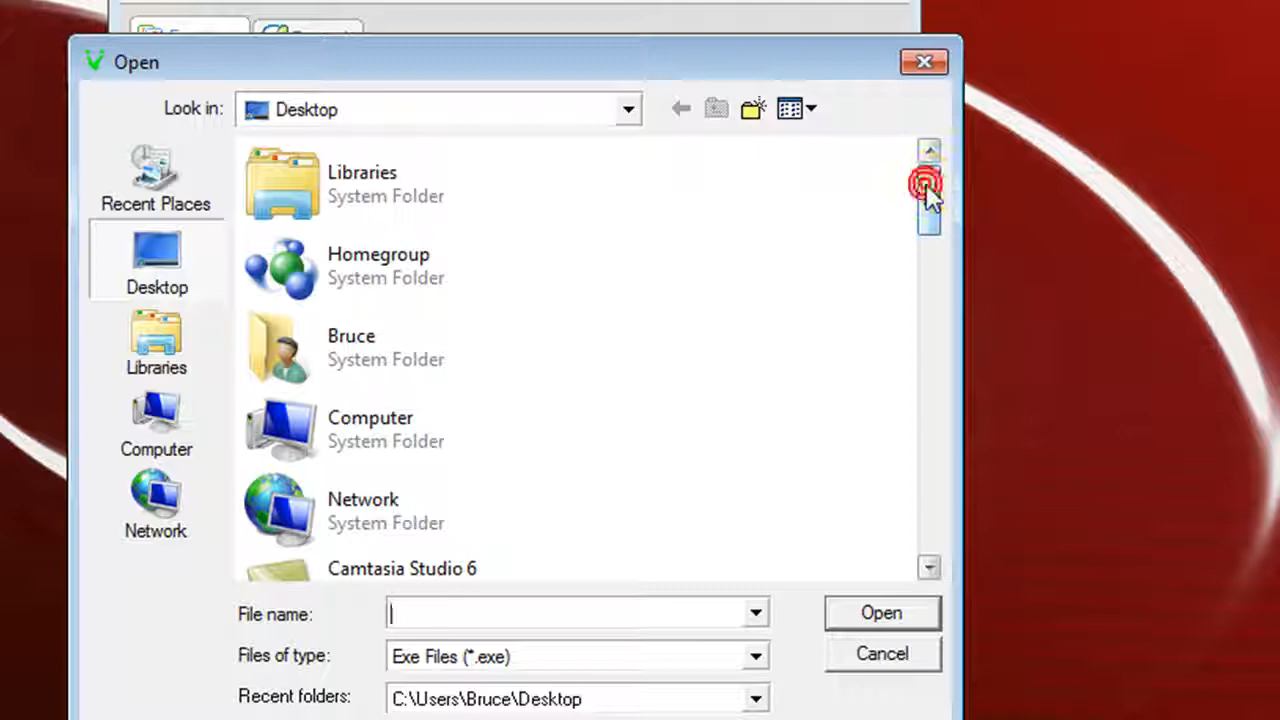 Open
Look in:
Desktop
Recent Places
Desktop
Libraries
Computer
Network
Libraries
System Folder
Homegroup
System Folder
Bruce
System Folder
Computer
System Folder
Network
System Folder
Camtasia Studio 6
File name:
Open
Files of type:
Exe Files (*.exe)
Cancel
Recent folders:
C:\Users\Bruce\Desktop